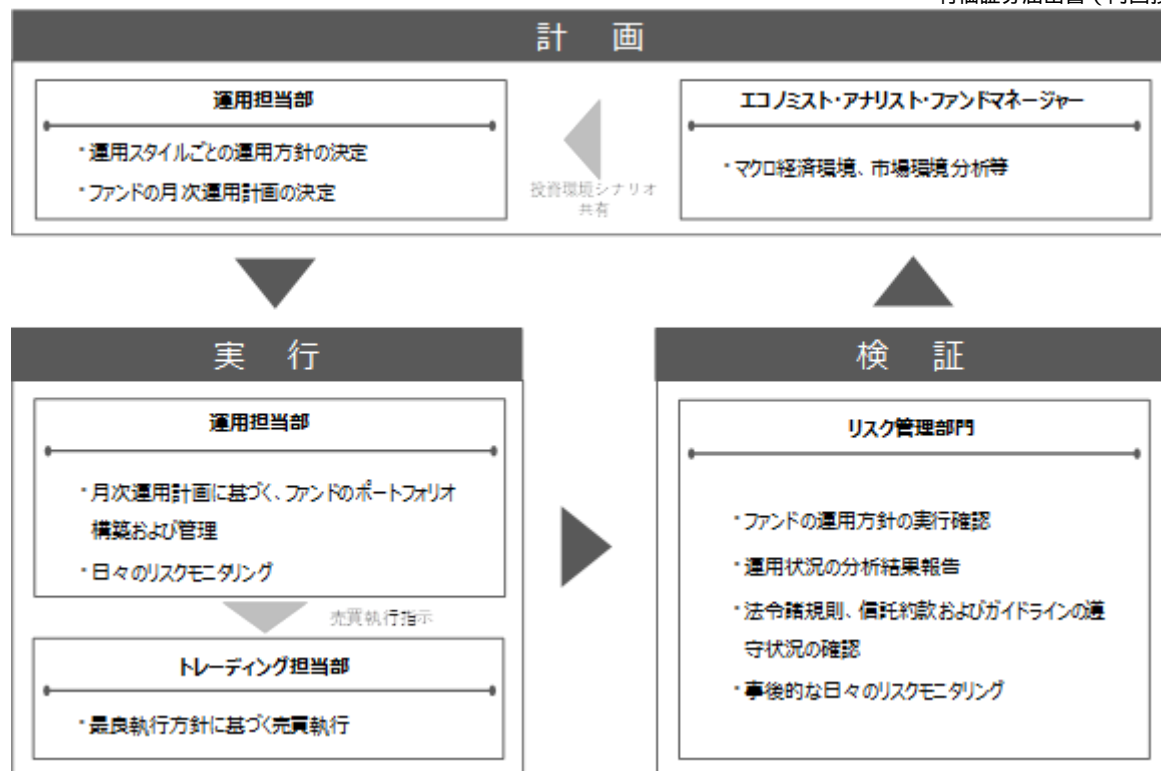 計 画
運用担当部
・運用スタイルごとの運用方針の決定
・ファンドの月次運用計画の決定
投資環境シナリオ
共有
エコノミスト・アナリスト・ファンドマネージャー
・マクロ経済環境、市場環境分析等
実 行
運用担当部
・月次運用計画に基づく、ファンドのポートフォリオ
構築および管理
・日々のリスクモニタリング
売買執行指示
トレーディング担当部
・最良執行方針に基づく売買執行
検 証
リスク管理部門
・ファンドの運用方針の実行確認
・運用状況の分析結果報告
・法令諸規則、信託約款およびガイドラインの遵
守状況の確認
・事後的な日々のリスクモニタリング